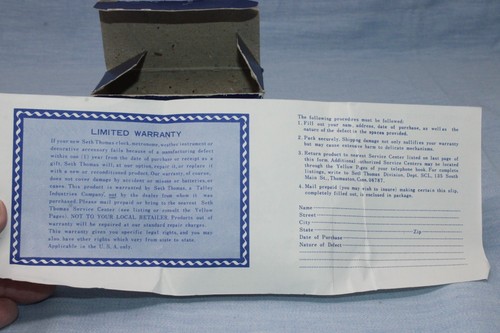 LIMITED WARRANTY
If your new Seth Thomas clock, metronome, weather instrument or
decorative accessory fails because of a manufacturing defect
within one (1) year from the date of purchase or receipt as a
gift, Seth Thomas will, at our option, repair it, or replace it
with a new or reconditioned product. Our warranty, of course,
does not cover damage by accident or misuse or batteries or
glass. This product is warranted by Seth Thomas, a Talley
Industries Company, not by the dealer from whom it was
purchased. Please mail prepaid or bring to the nearest Seth
Thomas Service Center (see listing or consult the Yellow
Pages) NOT TO YOUR LOCAL RETAILER. Products out of
warranty will be repaired at our standard repair charges.
This warranty gives you specific legal rights, and you may
also have other rights which vary from state to state
Applicable in the U.S. only.
The following procedures must be followed:
1. Fill out your name, address, date of purchase, as well as the
nature of the defect in the spaces provided.
2. Pack securely. Shipping damage not only nullifies your warranty
but may cause extensive harm to delicate mechanisms.
3. Return product to nearest Service Center listed on last page of
this form. Additional authorized Service Centers may be located
through the Yellow Pages of your telephone book. For complete
Listings, write to Seth Thomas Division, Dept. SCL, 135 South
Main St., Thomaston, Conn. 06787.
4. Mail prepaid (you may wish to insure) making certain this slip,
completely filled out, is enclosed in package.
Name
Street
City
State Zip
Date of Purchase
Nature of Defect